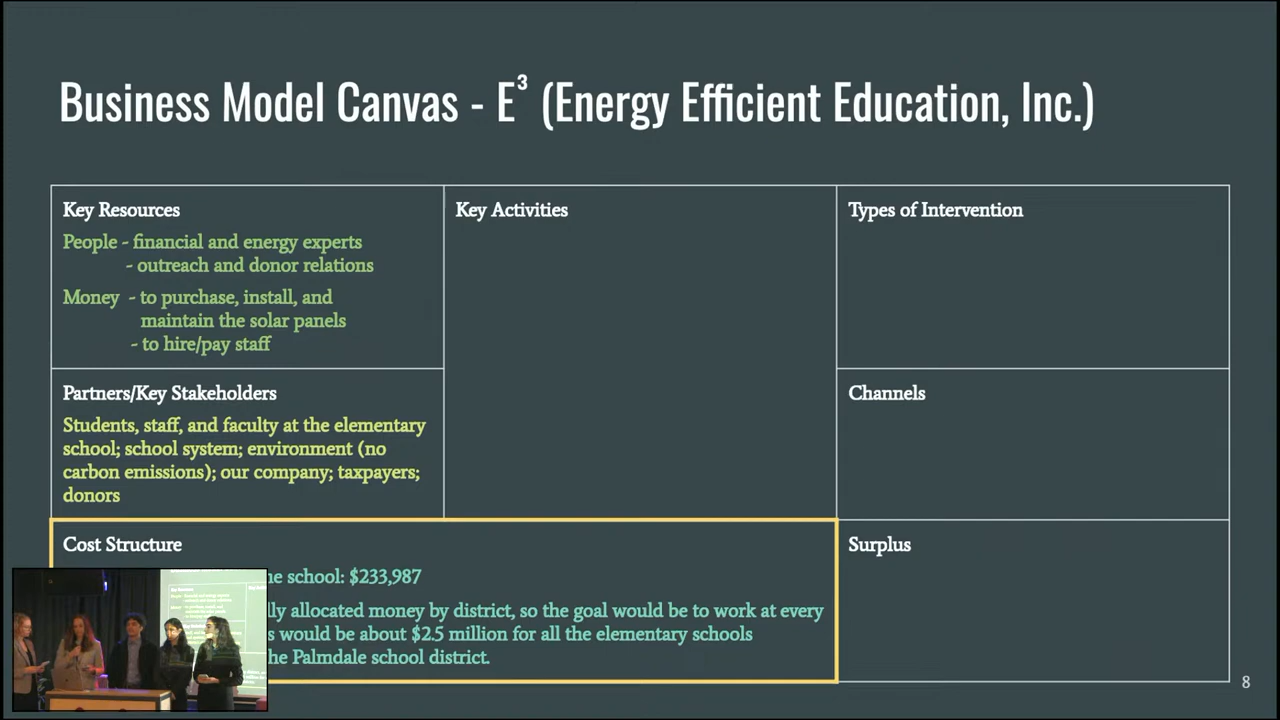 Business Model Canvas - E³ (Energy Efficient Education, Inc.)
Key Resources
People - financial and energy experts
- outreach and donor relations
Money - to purchase, install, and
maintain the solar panels
- to hire/pay staff
Partners/Key Stakeholders
Students, staff, and faculty at the elementary
school; school system; environment (no
carbon emissions); our company; taxpayers;
donors
Key Activities
Types of Intervention
Channels
Cost Structure
school: $233,987
allocated money by district, so the goal would be to work at every
would be about $2.5 million for all the elementary schools
the Palmdale school district.
Surplus
8